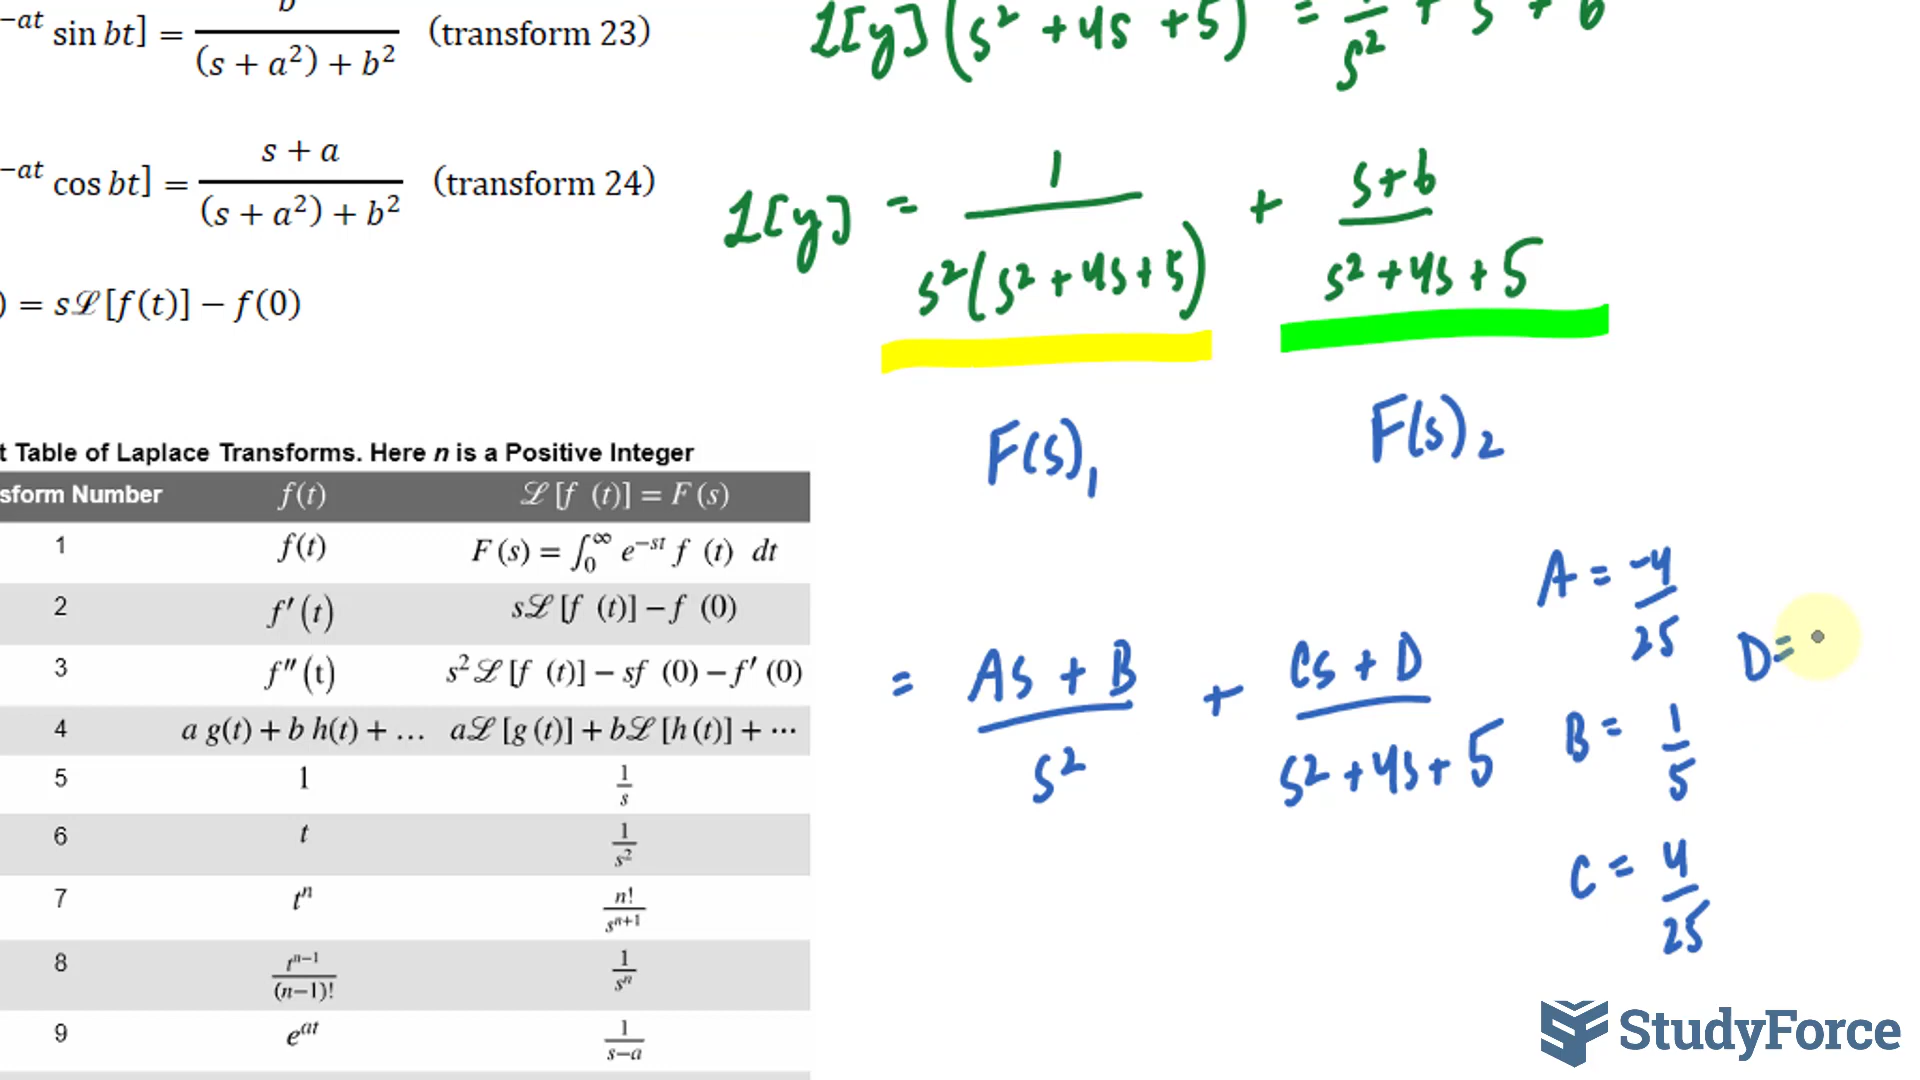 −at sin bt] = b / (s + a²) + b² (transform 23)
−at cos bt] = s + a / (s + a²) + b² (transform 24)
) = sℒ[f(t)] − f(0)
t Table of Laplace Transforms. Here n is a Positive Integer
sform Number f(t) ℒ[f (t)] = F (s)
1 f(t) F (s) = ∫₀^∞ e^−st f (t) dt
2 f′(t) sℒ[f (t)] − f (0)
3 f″(t) s²ℒ[f (t)] − sf (0) − f′ (0)
4 a g(t) + b h(t) + … aℒ[g (t)] + bℒ[h (t)] + ⋯
5 1 1/s
6 t 1/s²
7 tⁿ n!/s^n+1
8 t^n−1/(n−1)! 1/sⁿ
9 e^at 1/s−a
ℒ[y](s² + 4s + 5) = 1/s² + s + 6
ℒ[y] = 1 / s²(s² + 4s + 5) + s+6 / s² + 4s + 5
F(s)₁ F(s)₂
= As + B / s² + Cs + D / s² + 4s + 5
A = −4/25
D =
B = 1/5
C = 4/25
StudyForce